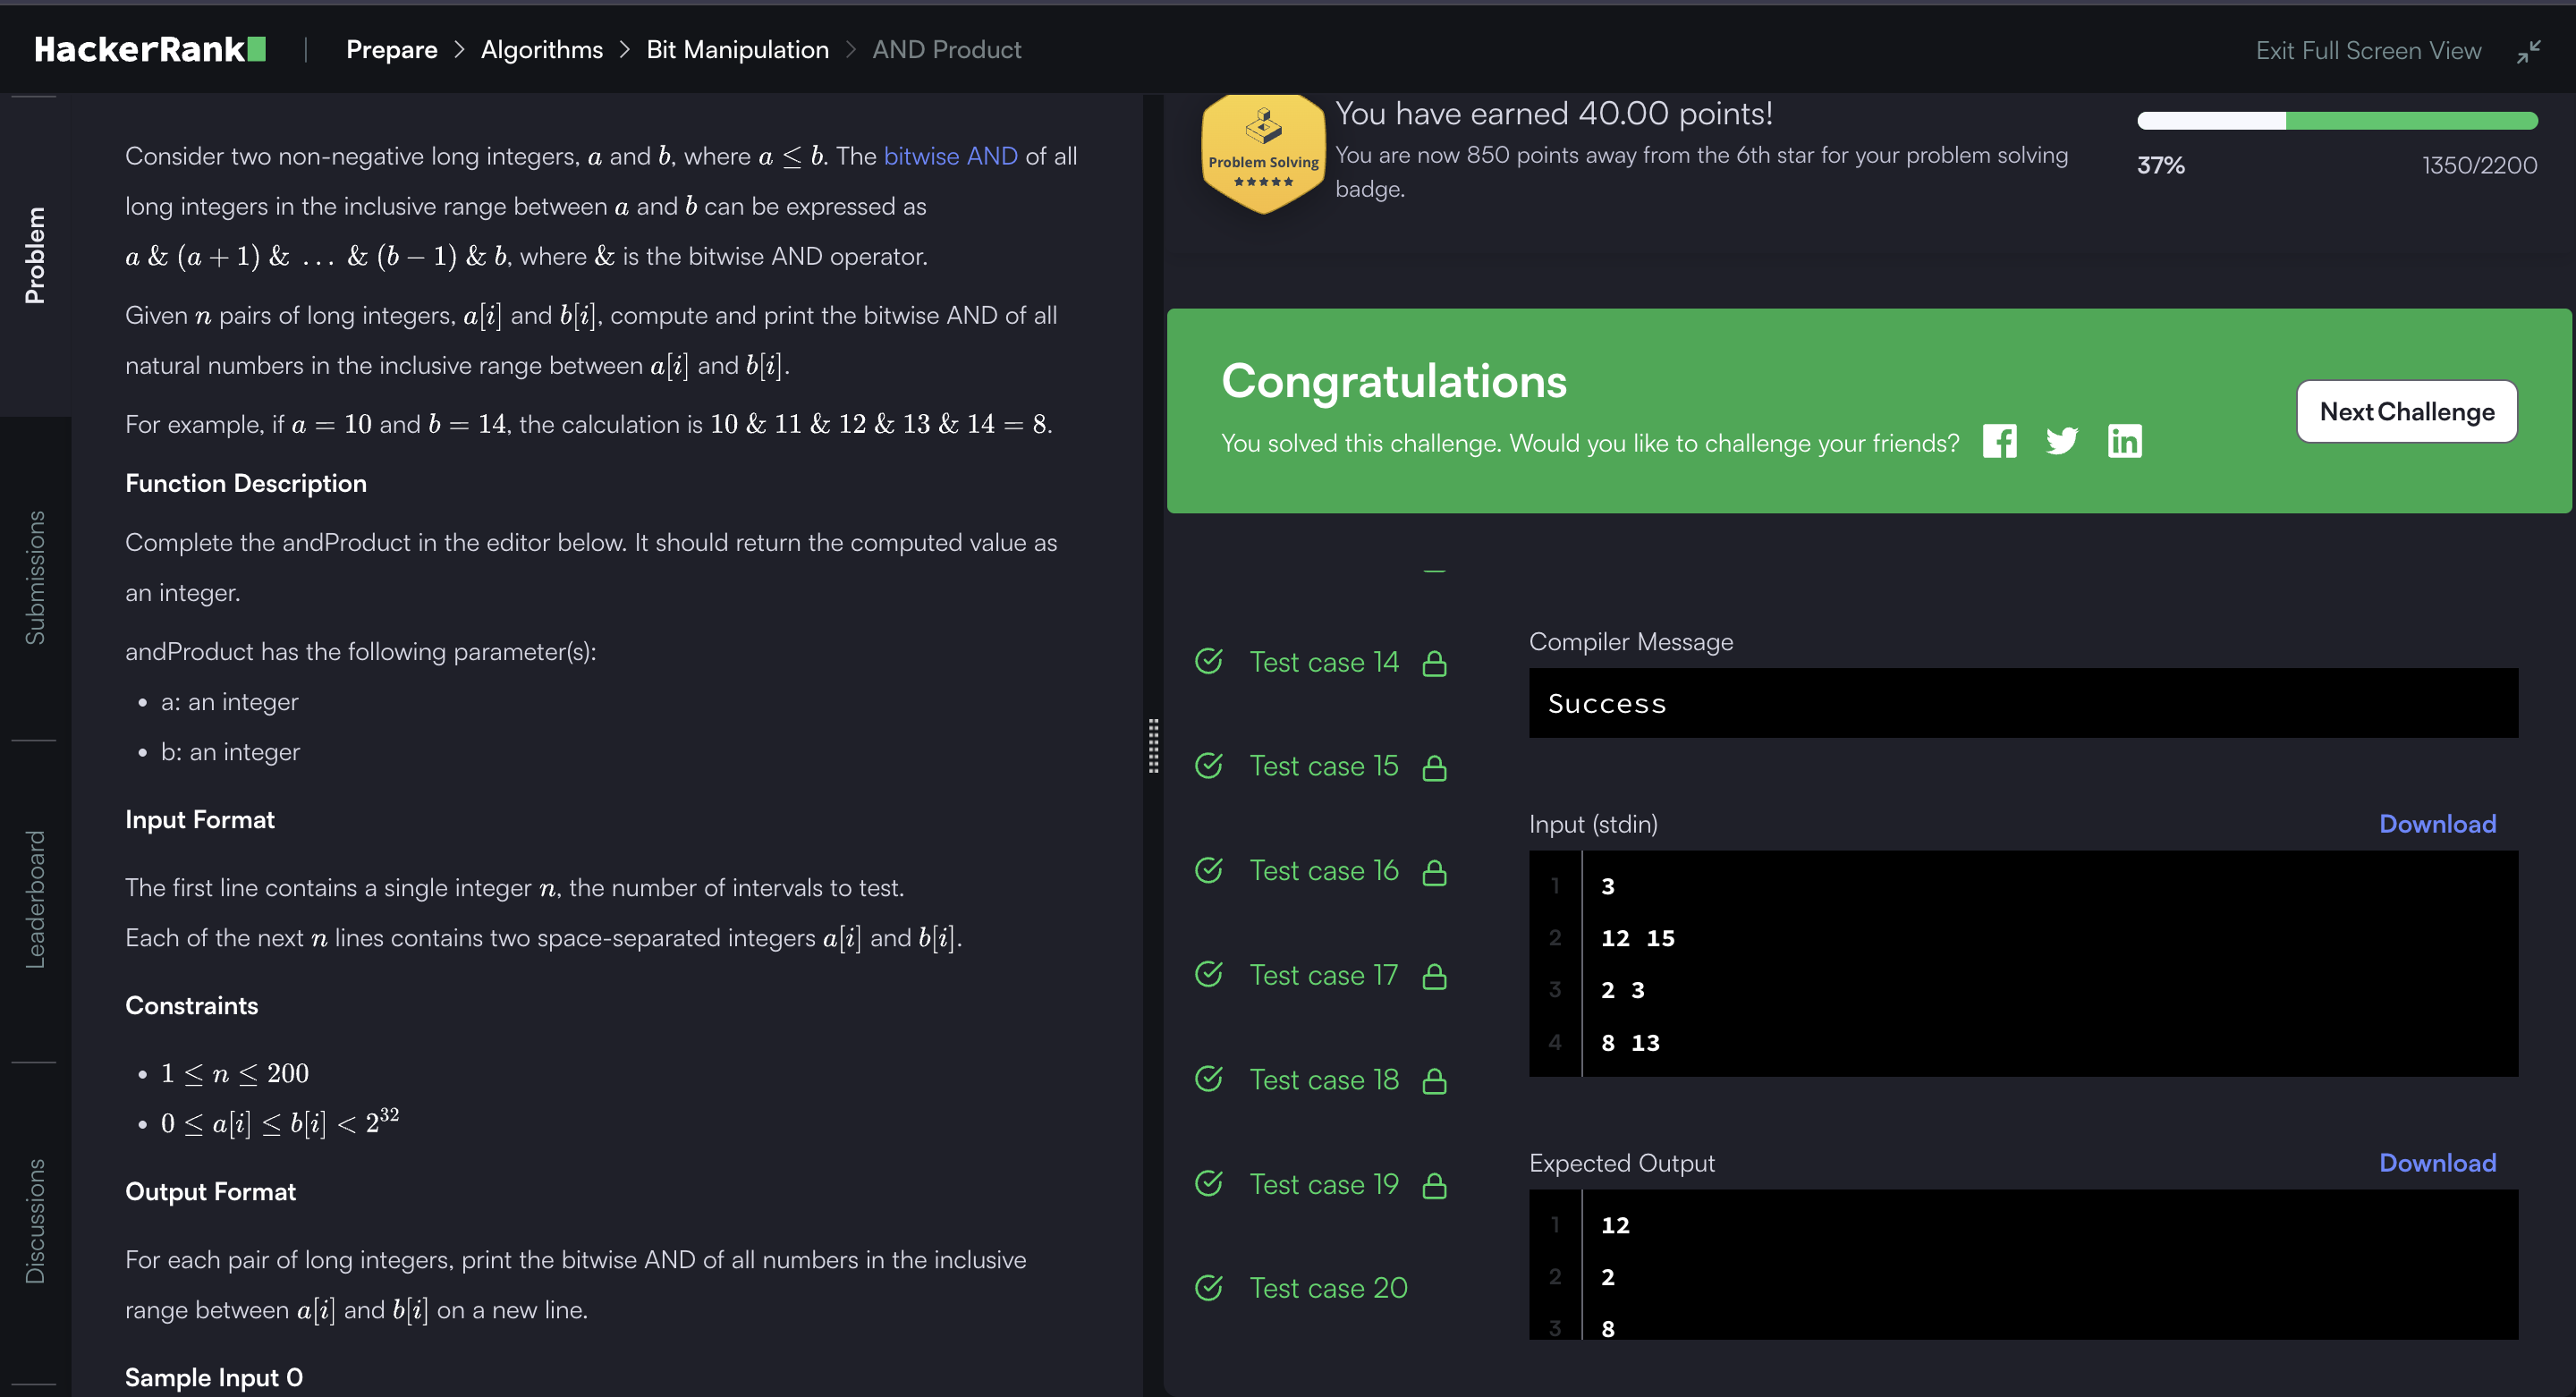 HackerRank | Prepare > Algorithms > Bit Manipulation > AND Product Exit Full Screen View
Problem
Submissions
Leaderboard
Discussions
Consider two non-negative long integers, a and b, where a ≤ b. The bitwise AND of all
long integers in the inclusive range between a and b can be expressed as
a & (a + 1) & ... & (b − 1) & b, where & is the bitwise AND operator.
Given n pairs of long integers, a[i] and b[i], compute and print the bitwise AND of all
natural numbers in the inclusive range between a[i] and b[i].
For example, if a = 10 and b = 14, the calculation is 10 & 11 & 12 & 13 & 14 = 8.
Function Description
Complete the andProduct in the editor below. It should return the computed value as
an integer.
andProduct has the following parameter(s):
• a: an integer
• b: an integer
Input Format
The first line contains a single integer n, the number of intervals to test.
Each of the next n lines contains two space-separated integers a[i] and b[i].
Constraints
• 1 ≤ n ≤ 200
• 0 ≤ a[i] ≤ b[i] < 2³²
Output Format
For each pair of long integers, print the bitwise AND of all numbers in the inclusive
range between a[i] and b[i] on a new line.
Sample Input 0
Problem Solving
★★★★★
You have earned 40.00 points!
You are now 850 points away from the 6th star for your problem solving
badge.
37% 1350/2200
Congratulations
You solved this challenge. Would you like to challenge your friends?
Next Challenge
Test case 14
Test case 15
Test case 16
Test case 17
Test case 18
Test case 19
Test case 20
Compiler Message
Success
Input (stdin) Download
1 3
2 12 15
3 2 3
4 8 13
Expected Output Download
1 12
2 2
3 8